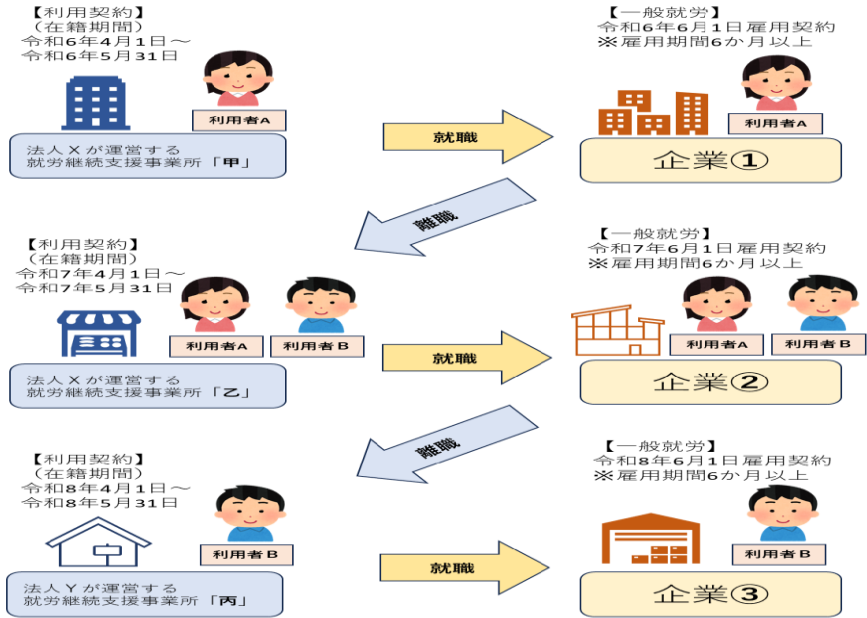 【利用契約】
(在籍期間)
令和6年4月1日～
令和6年5月31日
利用者A
法人Xが運営する
就労継続支援事業所「甲」
就職
【一般就労】
令和6年6月1日雇用契約
※雇用期間6か月以上
利用者A
企業①
離職
【利用契約】
(在籍期間)
令和7年4月1日～
令和7年5月31日
利用者A
利用者B
法人Xが運営する
就労継続支援事業所「乙」
就職
【一般就労】
令和7年6月1日雇用契約
※雇用期間6か月以上
利用者A
利用者B
企業②
離職
【利用契約】
(在籍期間)
令和8年4月1日～
令和8年5月31日
利用者B
法人Yが運営する
就労継続支援事業所「丙」
就職
【一般就労】
令和8年6月1日雇用契約
※雇用期間6か月以上
利用者B
企業③